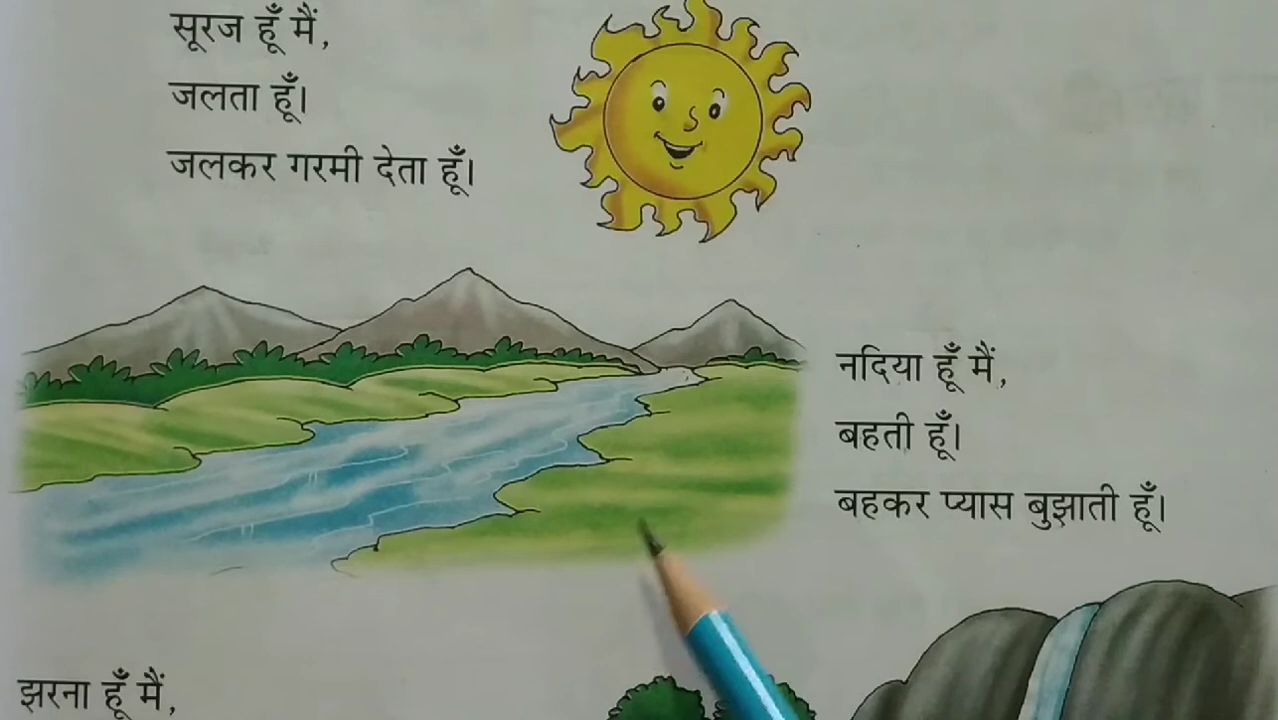 सूरज हूँ मैं,
जलता हूँ।
जलकर गरमी देता हूँ।
नदिया हूँ मैं,
बहती हूँ।
बहकर प्यास बुझाती हूँ।
झरना हूँ मैं,